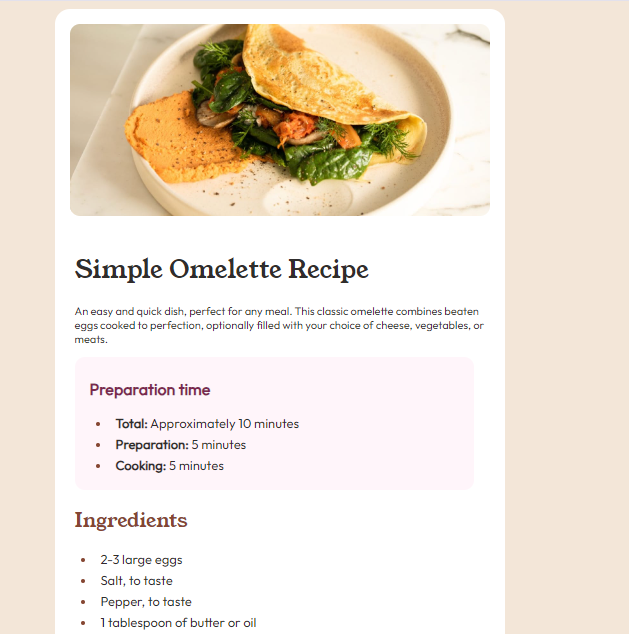 Simple Omelette Recipe
An easy and quick dish, perfect for any meal. This classic omelette combines beaten
eggs cooked to perfection, optionally filled with your choice of cheese, vegetables, or
meats.
Preparation time
Total: Approximately 10 minutes
Preparation: 5 minutes
Cooking: 5 minutes
Ingredients
2-3 large eggs
Salt, to taste
Pepper, to taste
1 tablespoon of butter or oil